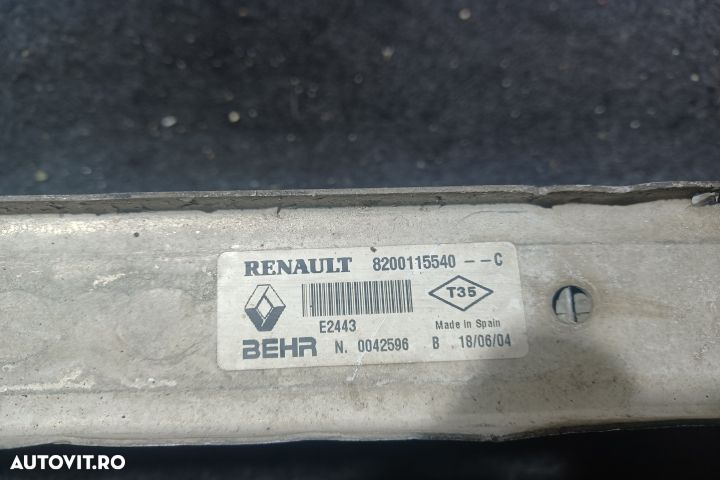 RENAULT 8200115540 --C
T35
E2443
Made in Spain
BEHR N. 0042596 B 18/06/04
AUTOVIT.RO